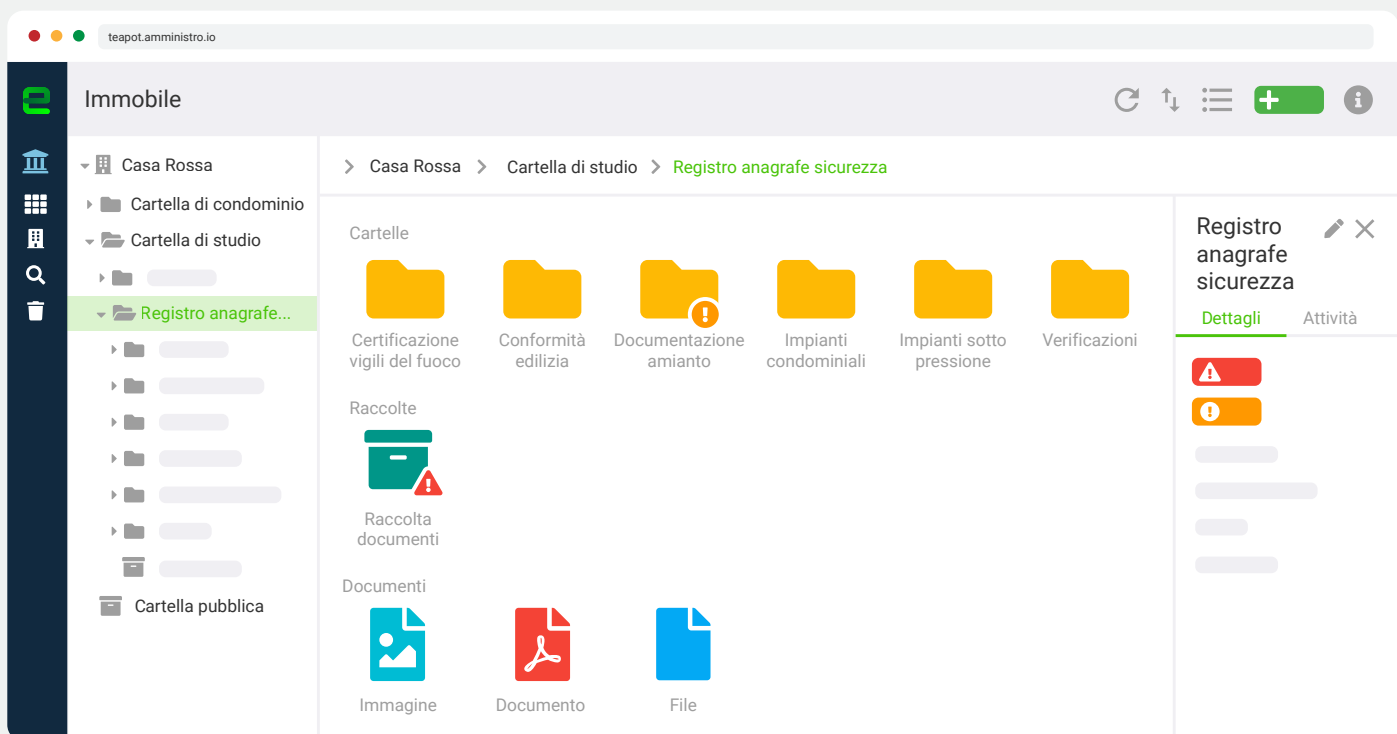 teapot.amministro.io
Immobile
Casa Rossa
Cartella di condominio
Cartella di studio
Registro anagrafe...
Cartella pubblica
Casa Rossa
Cartella di studio
Registro anagrafe sicurezza
Cartelle
Certificazione
vigili del fuoco
Conformità
edilizia
Documentazione
amianto
Impianti
condominiali
Impianti sotto
pressione
Verificazioni
Raccolte
Raccolta
documenti
Documenti
Immagine
Documento
File
Registro
anagrafe
sicurezza
Dettagli
Attività